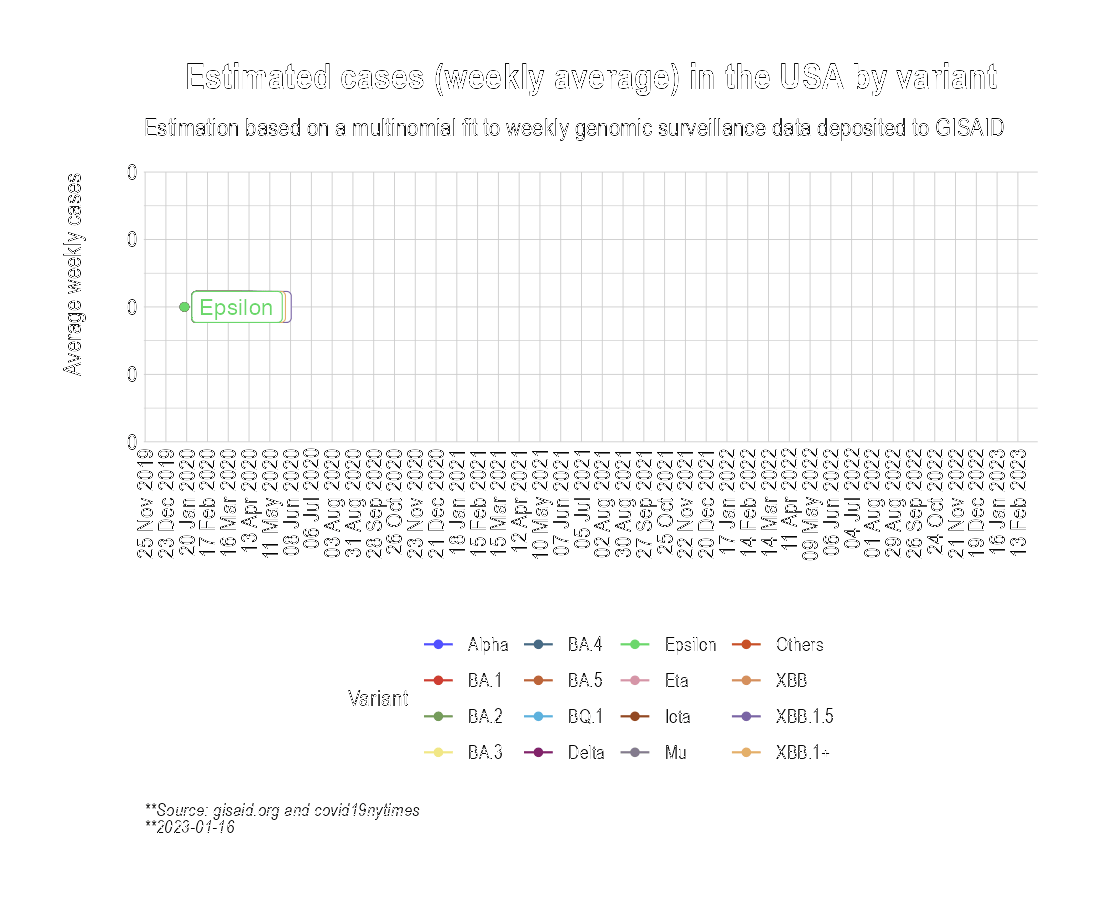 Estimated cases (weekly average) in the USA by variant
Estimation based on a multinomial fit to weekly genomic surveillance data deposited to GISAID
Average weekly cases
0
0
0
0
0
Epsilon
25 Nov 2019
23 Dec 2019
20 Jan 2020
17 Feb 2020
16 Mar 2020
13 Apr 2020
11 May 2020
08 Jun 2020
06 Jul 2020
03 Aug 2020
31 Aug 2020
28 Sep 2020
26 Oct 2020
23 Nov 2020
21 Dec 2020
18 Jan 2021
15 Feb 2021
15 Mar 2021
12 Apr 2021
10 May 2021
07 Jun 2021
05 Jul 2021
02 Aug 2021
30 Aug 2021
27 Sep 2021
25 Oct 2021
22 Nov 2021
20 Dec 2021
17 Jan 2022
14 Feb 2022
14 Mar 2022
11 Apr 2022
09 May 2022
06 Jun 2022
04 Jul 2022
01 Aug 2022
29 Aug 2022
26 Sep 2022
24 Oct 2022
21 Nov 2022
19 Dec 2022
16 Jan 2023
13 Feb 2023
Variant
Alpha BA.4 Epsilon Others
BA.1 BA.5 Eta XBB
BA.2 BQ.1 Iota XBB.1.5
BA.3 Delta Mu XBB.1+
**Source: gisaid.org and covid19nytimes
**2023-01-16